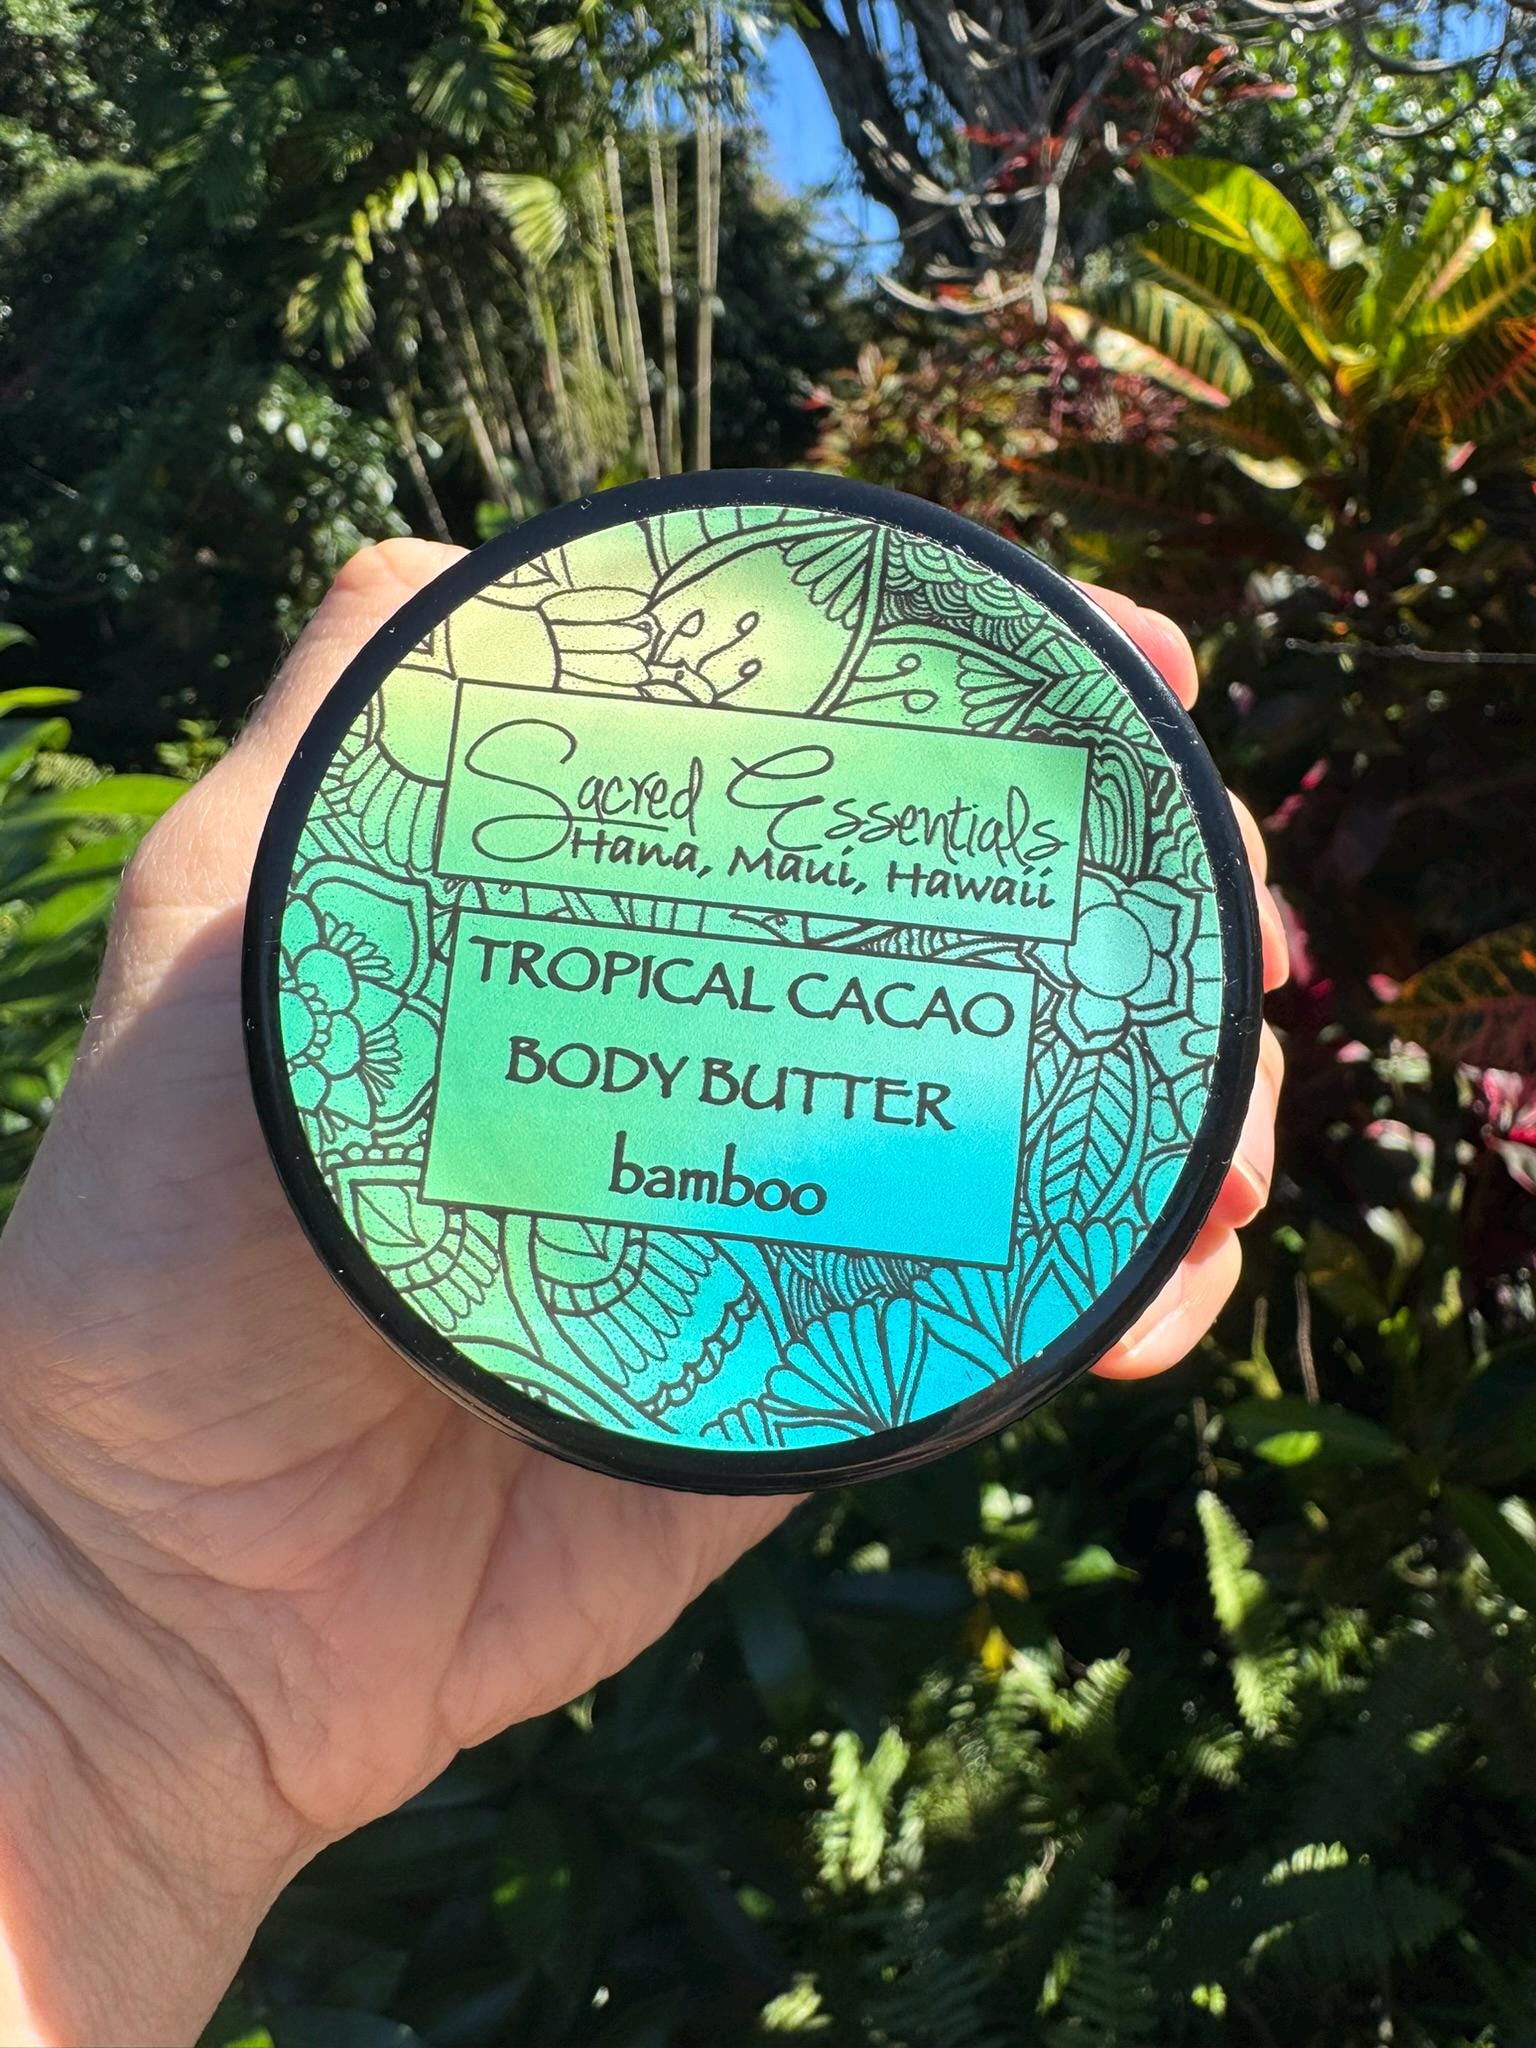 Sacred Essentials
Hana, Maui, Hawaii
TROPICAL CACAO
BODY BUTTER
bamboo